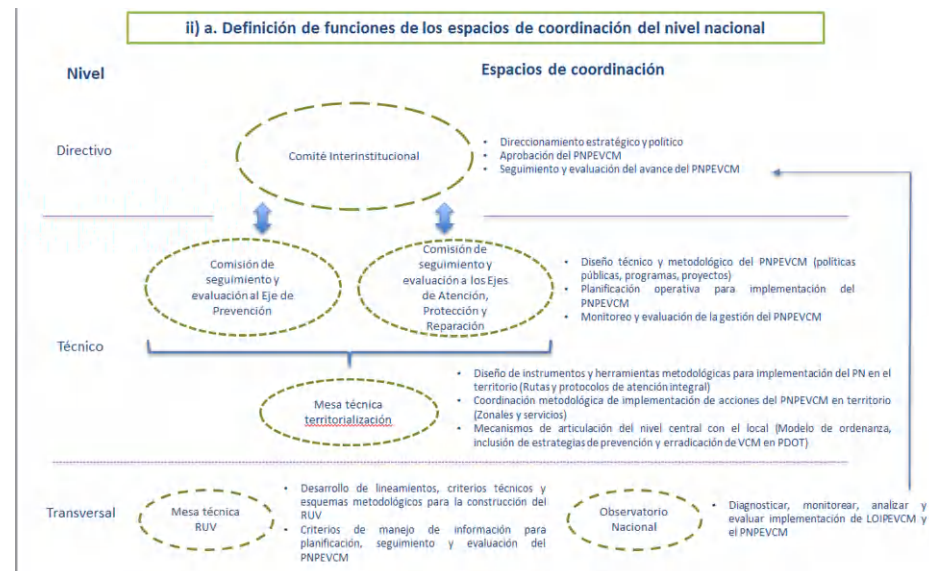 ii) a. Definición de funciones de los espacios de coordinación del nivel nacional
Nivel
Espacios de coordinación
Directivo
Comité Interinstitucional
• Direccionamiento estratégico y político
• Aprobación del PNPEVCM
• Seguimiento y evaluación del avance del PNPEVCM
Comisión de
seguimiento y
evaluación al Eje de
Prevención
Comisión de
seguimiento y
evaluación a los Ejes
de Atención,
Protección y
Reparación
• Diseño técnico y metodológico del PNPEVCM (políticas
públicas, programas, proyectos)
• Planificación operativa para implementación del
PNPEVCM
• Monitoreo y evaluación de la gestión del PNPEVCM
Técnico
Mesa técnica
territorialización
• Diseño de instrumentos y herramientas metodológicas para implementación del PN en el
territorio (Rutas y protocolos de atención integral)
• Coordinación metodológica de implementación de acciones del PNPEVCM en territorio
(Zonales y servicios)
• Mecanismos de articulación del nivel central con el local (Modelo de ordenanza,
inclusión de estrategias de prevención y erradicación de VCM en PDOT)
Transversal
Mesa técnica
RUV
• Desarrollo de lineamientos, criterios técnicos y
esquemas metodológicos para la construcción del
RUV
• Criterios de manejo de información para
planificación, seguimiento y evaluación del
PNPEVCM
Observatorio
Nacional
• Diagnosticar, monitorear, analizar y
evaluar implementación de LOIPEVCM y
el PNPEVCM